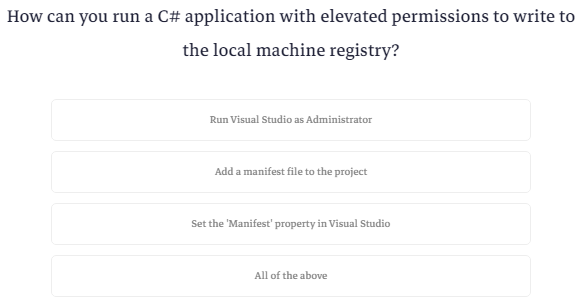 How can you run a C# application with elevated permissions to write to
the local machine registry?
Run Visual Studio as Administrator
Add a manifest file to the project
Set the 'Manifest' property in Visual Studio
All of the above